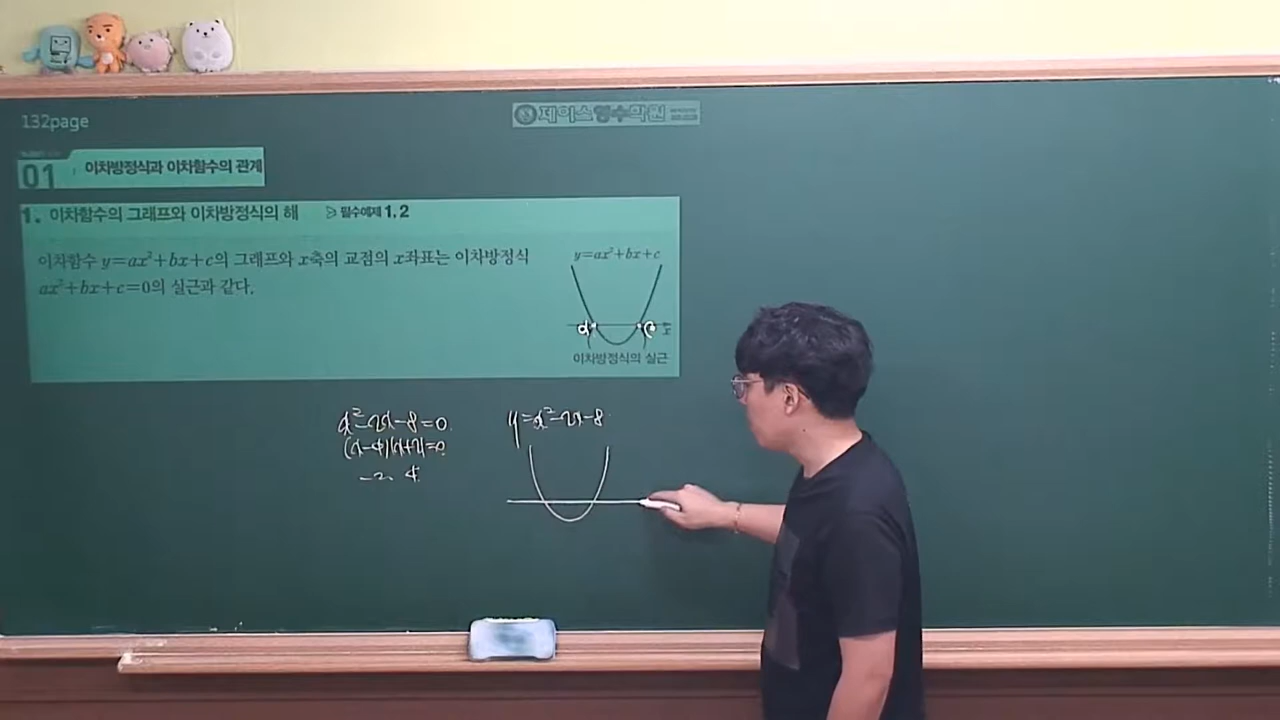 132page
제이스영수학원
01 이차방정식과 이차함수의 관계
1. 이차함수의 그래프와 이차방정식의 해 ≫ 필수예제 1, 2
이차함수 y=ax²+bx+c의 그래프와 x축의 교점의 x좌표는 이차방정식
ax²+bx+c=0의 실근과 같다.
y=ax²+bx+c
α β x
이차방정식의 실근
x²-2x-8=0
(x-4)(x+2)=0
-2, 4
y=x²-2x-8